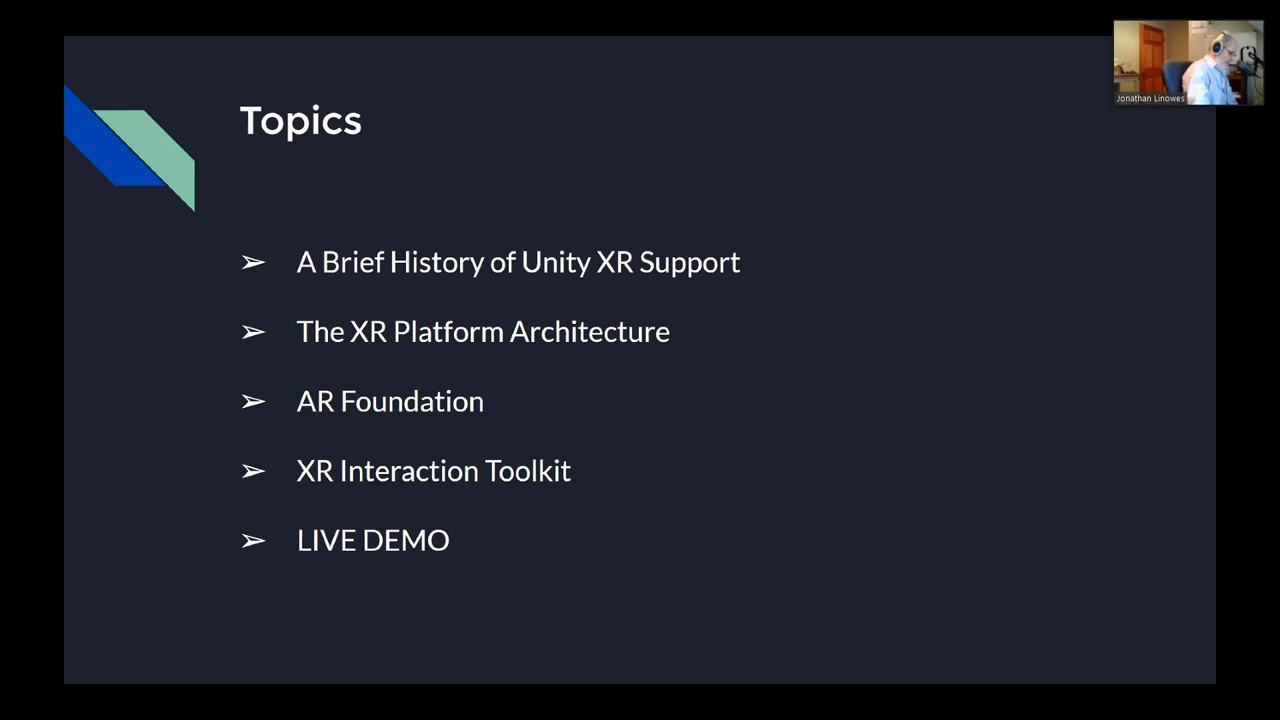 Topics
Jonathan Linowes
➢ A Brief History of Unity XR Support
➢ The XR Platform Architecture
➢ AR Foundation
➢ XR Interaction Toolkit
➢ LIVE DEMO